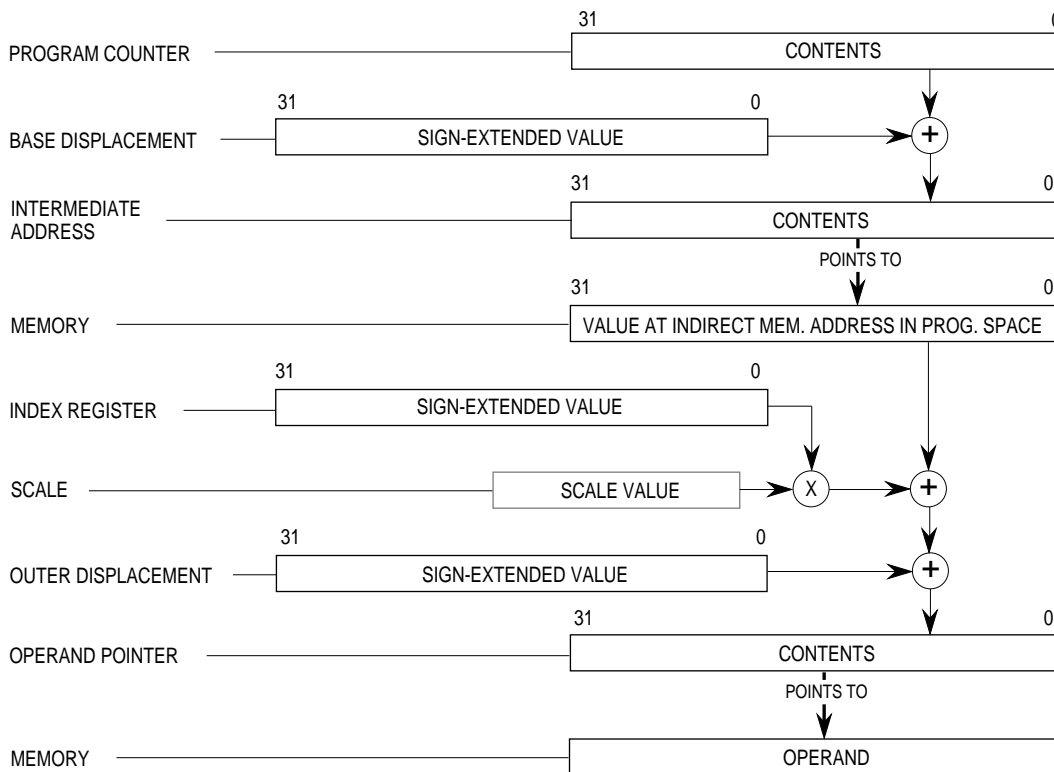 31 0
PROGRAM COUNTER CONTENTS
31 0
BASE DISPLACEMENT SIGN-EXTENDED VALUE +
31 0
INTERMEDIATE
ADDRESS
CONTENTS
POINTS TO
31 0
MEMORY VALUE AT INDIRECT MEM. ADDRESS IN PROG. SPACE
31 0
INDEX REGISTER SIGN-EXTENDED VALUE
SCALE SCALE VALUE X +
31 0
OUTER DISPLACEMENT SIGN-EXTENDED VALUE +
31 0
OPERAND POINTER CONTENTS
POINTS TO
MEMORY OPERAND